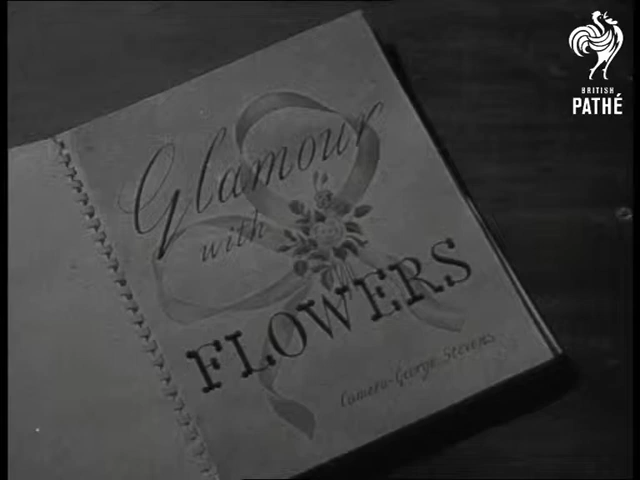 Glamour
with
FLOWERS
Camera-George Stevens
BRITISH
PATHÉ